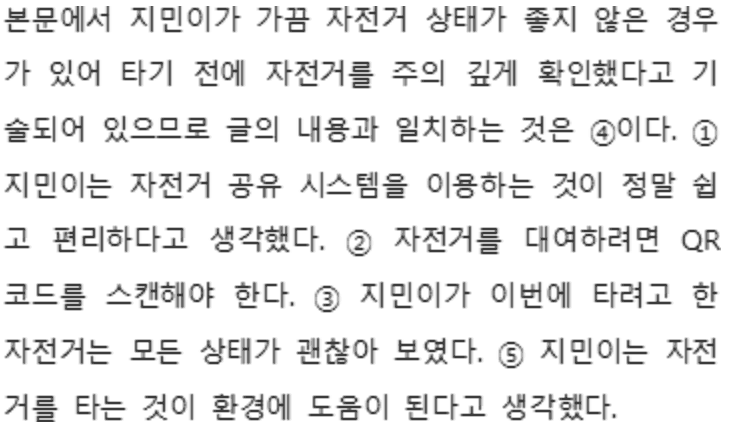 본문에서 지민이가 가끔 자전거 상태가 좋지 않은 경우
가 있어 타기 전에 자전거를 주의 깊게 확인했다고 기
술되어 있으므로 글의 내용과 일치하는 것은 ④이다. ①
지민이는 자전거 공유 시스템을 이용하는 것이 정말 쉽
고 편리하다고 생각했다. ② 자전거를 대여하려면 QR
코드를 스캔해야 한다. ③ 지민이가 이번에 타려고 한
자전거는 모든 상태가 괜찮아 보였다. ⑤ 지민이는 자전
거를 타는 것이 환경에 도움이 된다고 생각했다.